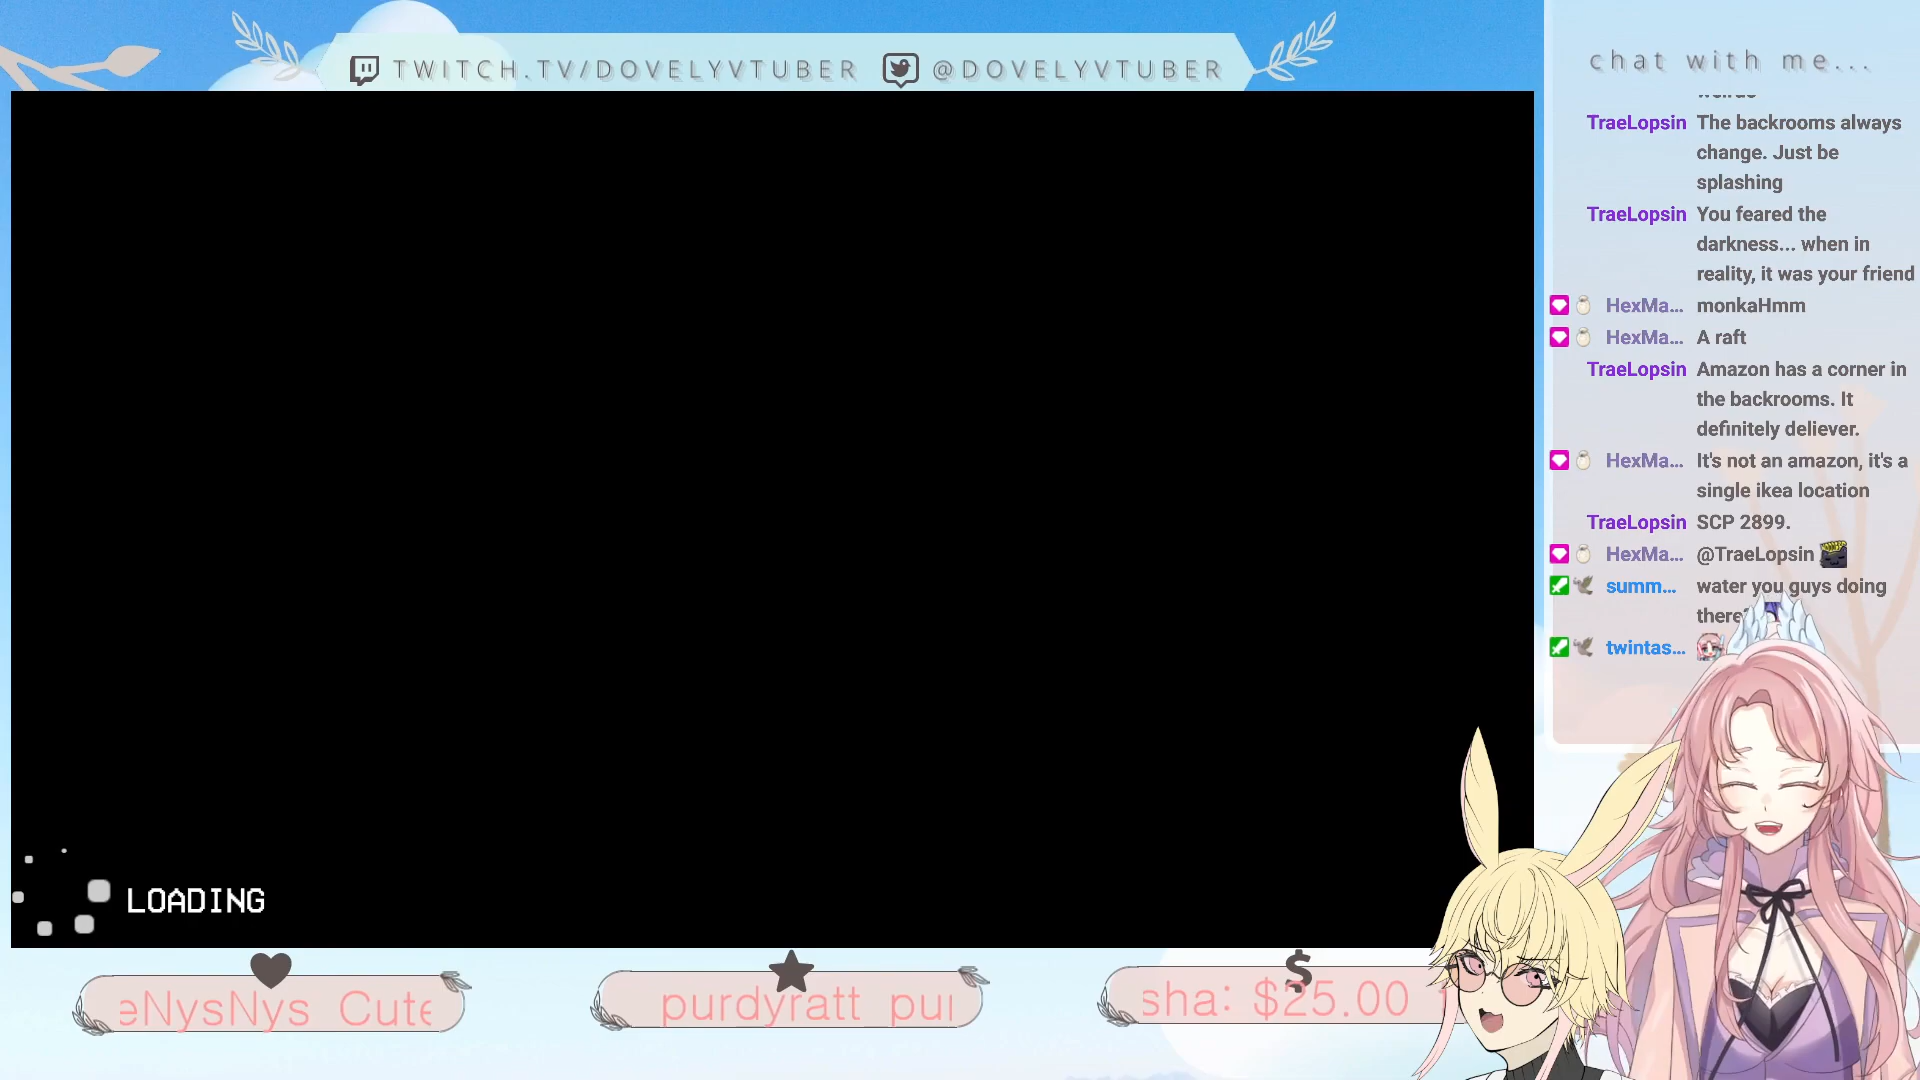 TWITCH.TV/DOVELYVTUBER @DOVELYVTUBER
chat with me...
TraeLopsin The backrooms always
change. Just be
splashing
TraeLopsin You feared the
darkness... when in
reality, it was your friend
HexMa... monkaHmm
HexMa... A raft
TraeLopsin Amazon has a corner in
the backrooms. It
definitely deliever.
HexMa... It's not an amazon, it's a
single ikea location
TraeLopsin SCP 2899.
HexMa... @TraeLopsin
summ... water you guys doing
there?
twintas...
LOADING
eNysNys Cute
purdyratt pur
sha: $25.00